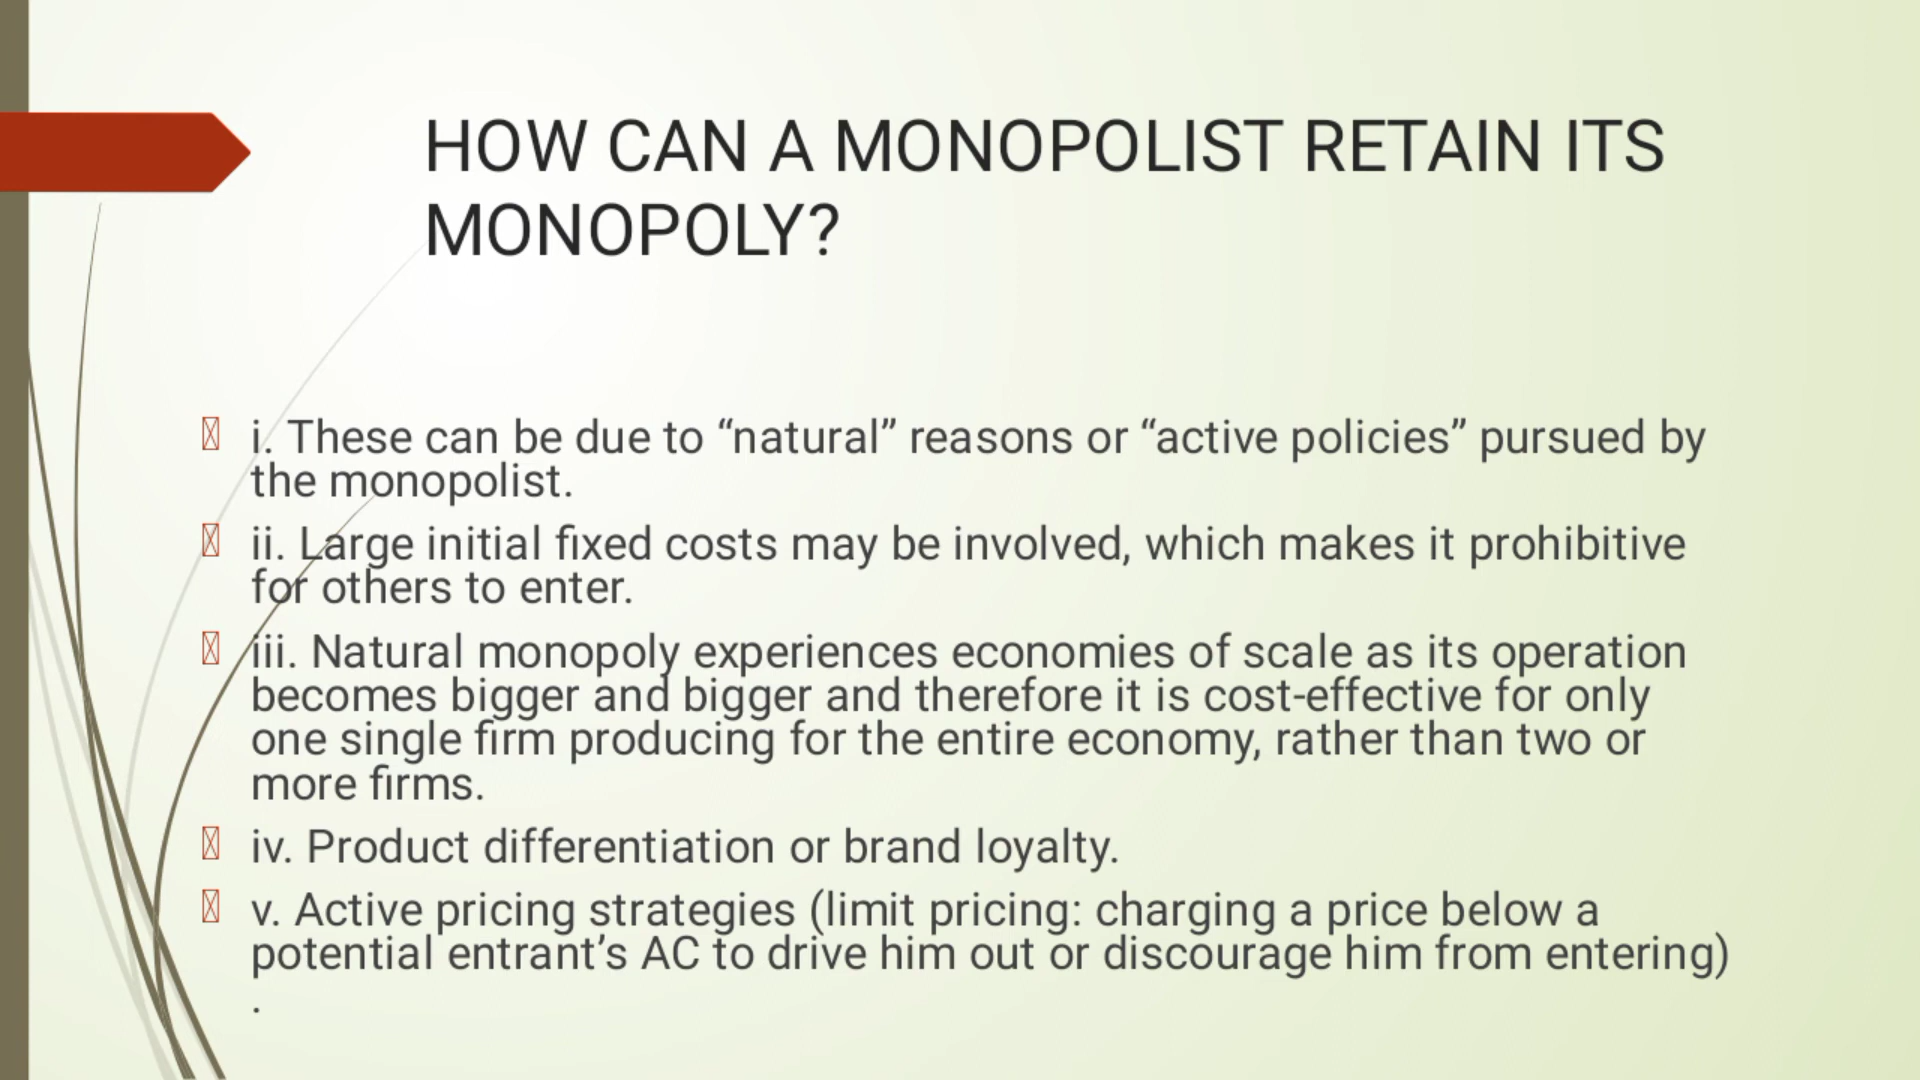 HOW CAN A MONOPOLIST RETAIN ITS
MONOPOLY?
i. These can be due to “natural” reasons or “active policies” pursued by
the monopolist.
ii. Large initial fixed costs may be involved, which makes it prohibitive
for others to enter.
iii. Natural monopoly experiences economies of scale as its operation
becomes bigger and bigger and therefore it is cost-effective for only
one single firm producing for the entire economy, rather than two or
more firms.
iv. Product differentiation or brand loyalty.
v. Active pricing strategies (limit pricing: charging a price below a
potential entrant’s AC to drive him out or discourage him from entering)
.